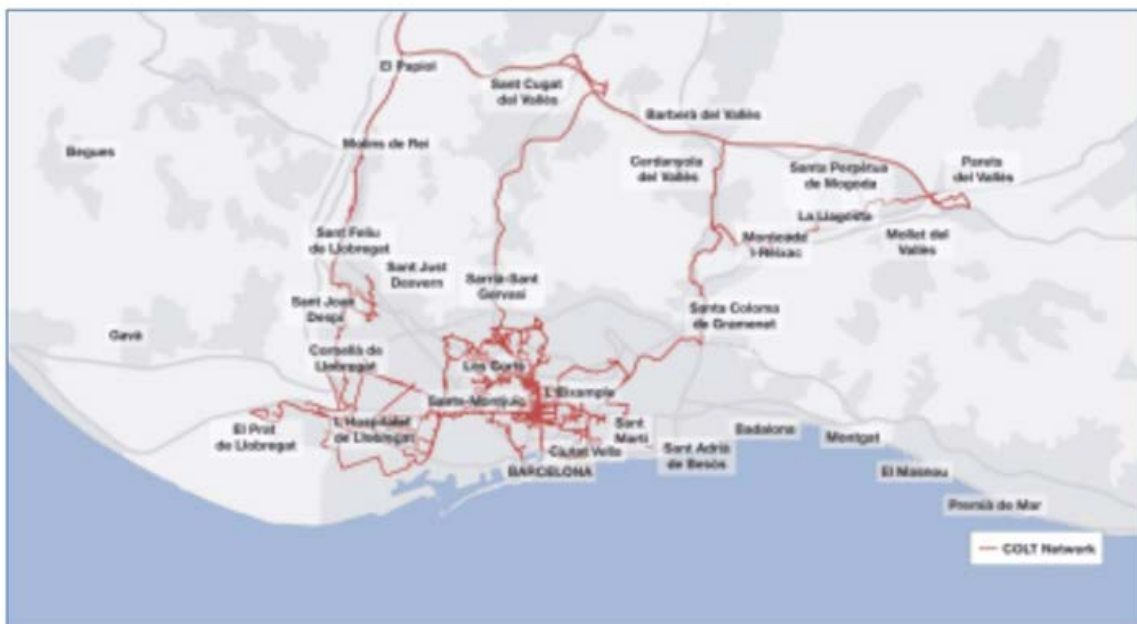 El Papiol
Sant Cugat
del Vallès
Barberà del Vallès
Begues
Molins de Rei
Cerdanyola
del Vallès
Santa Perpètua
de Mogoda
Parets
del Vallès
La Llagosta
Sant Feliu
de Llobregat
Montcada
i Reixac
Mollet del
Vallès
Sant Just
Desvern
Sarrià-Sant
Gervasi
Sant Joan
Despí
Santa Coloma
de Gramenet
Gavà
Cornellà de
Llobregat
Les Corts
L'Eixample
Sants-Montjuïc
El Prat
de Llobregat
L'Hospitalet
de Llobregat
Sant
Martí
Badalona
Montgat
Ciutat Vella
Sant Adrià
de Besòs
BARCELONA
El Masnou
Premià de Mar
COLT Network